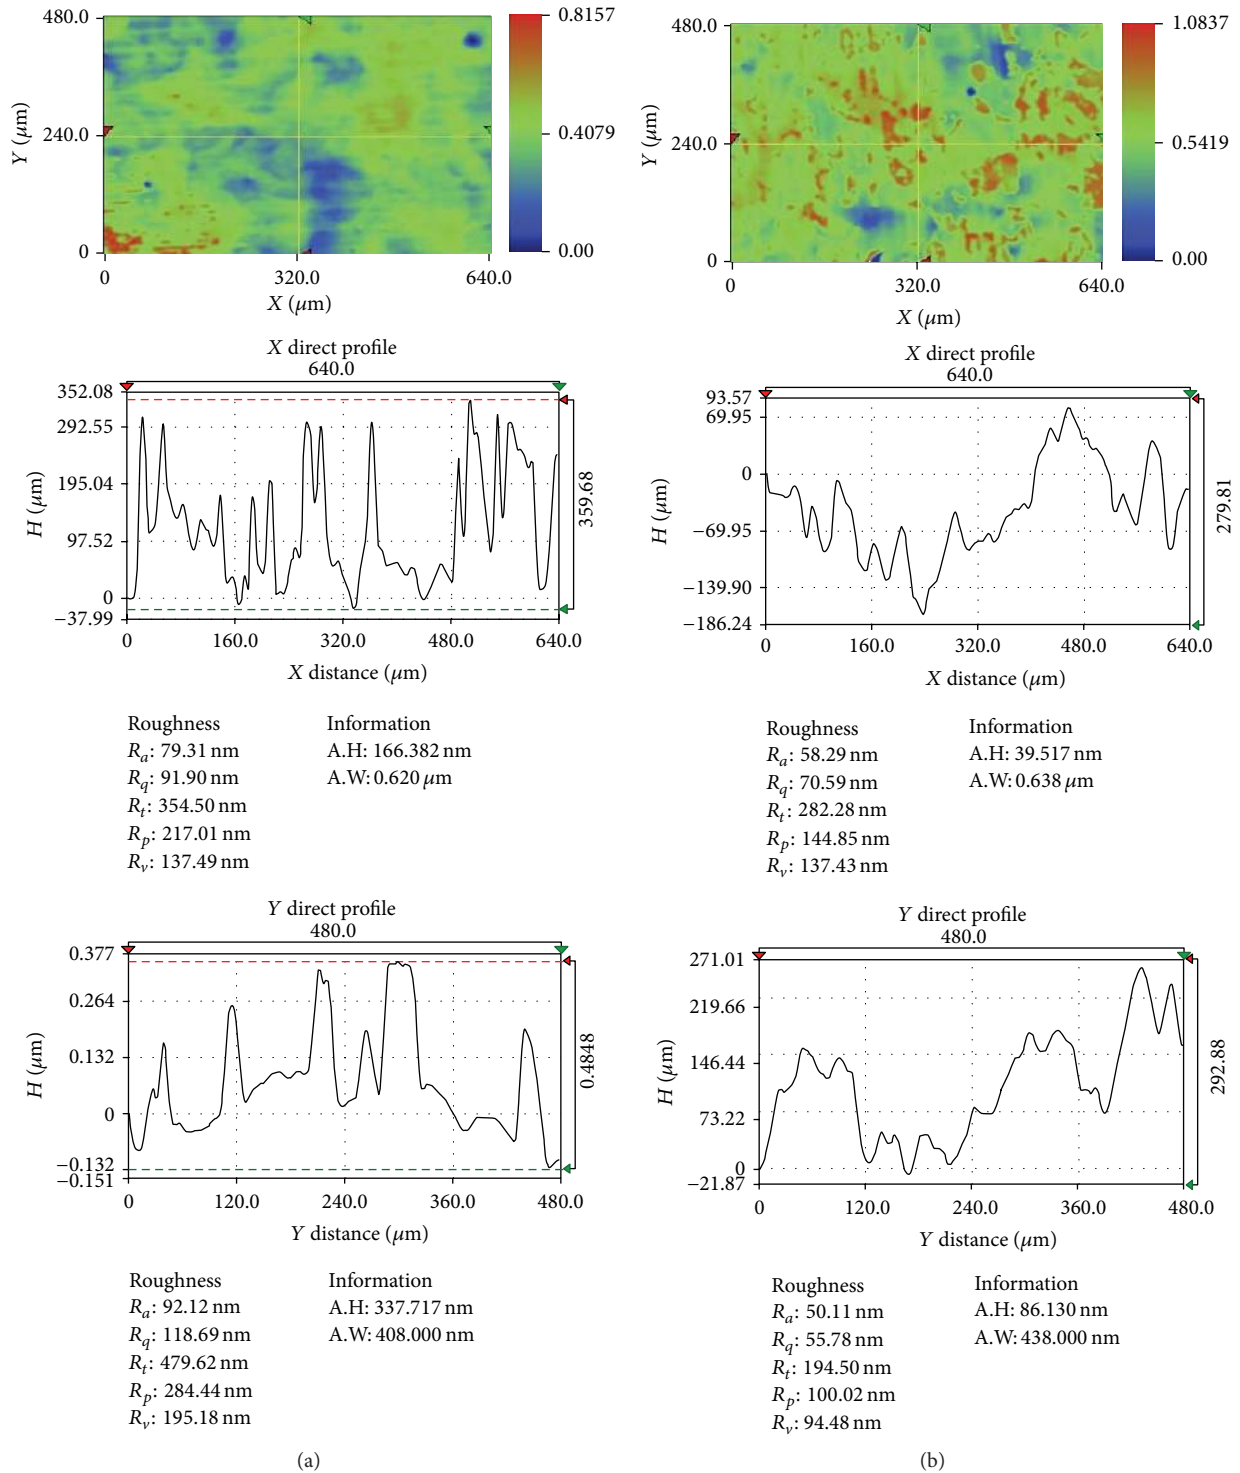 480.0
240.0
0
Y (μm)
0
320.0
640.0
X (μm)
0.8157
0.4079
0.00
X direct profile
640.0
352.08
292.55
195.04
97.52
0
−37.99
H (μm)
359.68
0
160.0
320.0
480.0
640.0
X distance (μm)
Roughness
Ra: 79.31 nm
Rq: 91.90 nm
Rt: 354.50 nm
Rp: 217.01 nm
Rv: 137.49 nm
Information
A.H: 166.382 nm
A.W: 0.620 μm
Y direct profile
480.0
0.377
0.264
0.132
0
−0.132
−0.151
H (μm)
0.4848
0
120.0
240.0
360.0
480.0
Y distance (μm)
Roughness
Ra: 92.12 nm
Rq: 118.69 nm
Rt: 479.62 nm
Rp: 284.44 nm
Rv: 195.18 nm
Information
A.H: 337.717 nm
A.W: 408.000 nm
(a)
480.0
240.0
0
Y (μm)
0
320.0
640.0
X (μm)
1.0837
0.5419
0.00
X direct profile
640.0
93.57
69.95
0
−69.95
−139.90
−186.24
H (μm)
279.81
0
160.0
320.0
480.0
640.0
X distance (μm)
Roughness
Ra: 58.29 nm
Rq: 70.59 nm
Rt: 282.28 nm
Rp: 144.85 nm
Rv: 137.43 nm
Information
A.H: 39.517 nm
A.W: 0.638 μm
Y direct profile
480.0
271.01
219.66
146.44
73.22
0
−21.87
H (μm)
292.88
0
120.0
240.0
360.0
480.0
Y distance (μm)
Roughness
Ra: 50.11 nm
Rq: 55.78 nm
Rt: 194.50 nm
Rp: 100.02 nm
Rv: 94.48 nm
Information
A.H: 86.130 nm
A.W: 438.000 nm
(b)